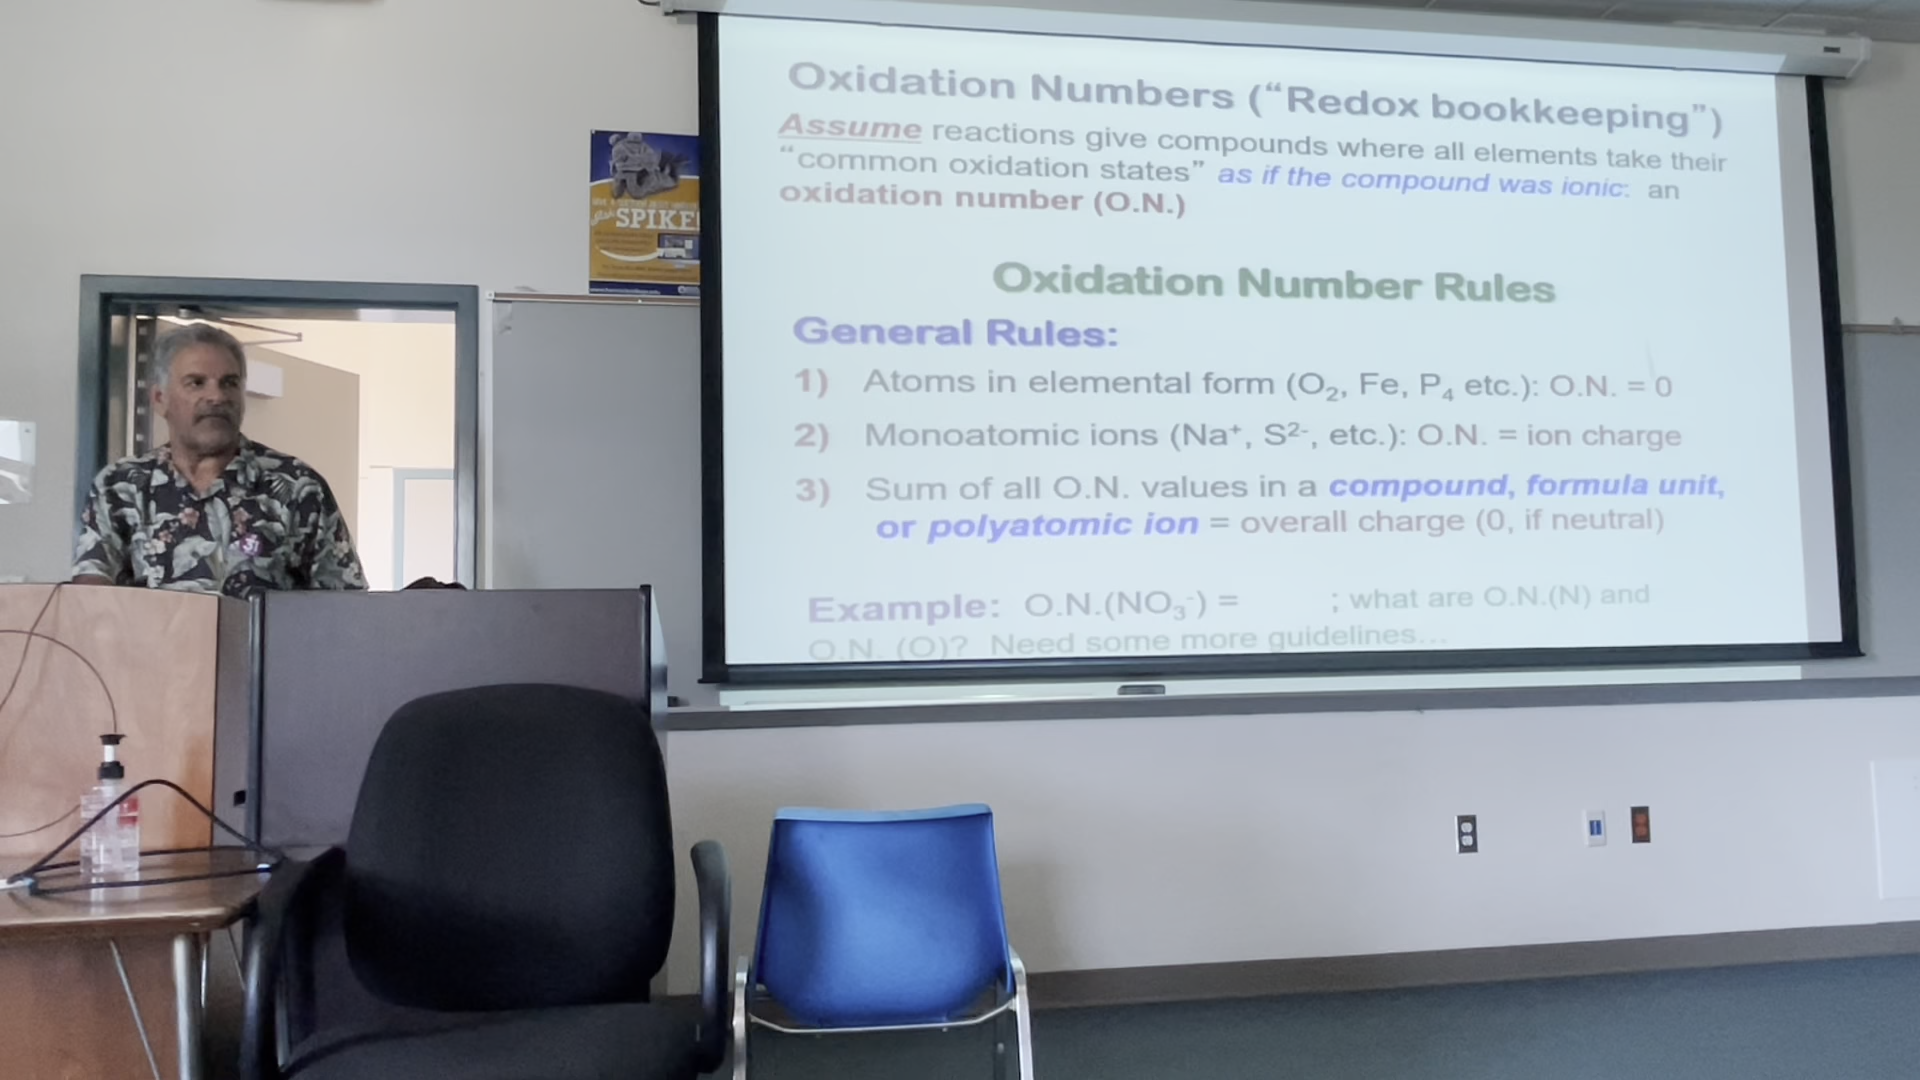 Oxidation Numbers (“Redox bookkeeping”)
Assume reactions give compounds where all elements take their
“common oxidation states” as if the compound was ionic: an
oxidation number (O.N.)
Oxidation Number Rules
General Rules:
1) Atoms in elemental form (O₂, Fe, P₄ etc.): O.N. = 0
2) Monoatomic ions (Na⁺, S²⁻, etc.): O.N. = ion charge
3) Sum of all O.N. values in a compound, formula unit,
or polyatomic ion = overall charge (0, if neutral)
Example: O.N.(NO₃⁻) = ; what are O.N.(N) and
O.N. (O)? Need some more guidelines...
SPIKE!
31